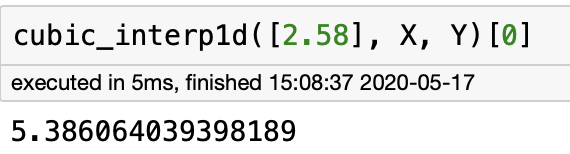 cubic_interp1d([2.58], X, Y)[0]
executed in 5ms, finished 15:08:37 2020-05-17
5.386064039398189